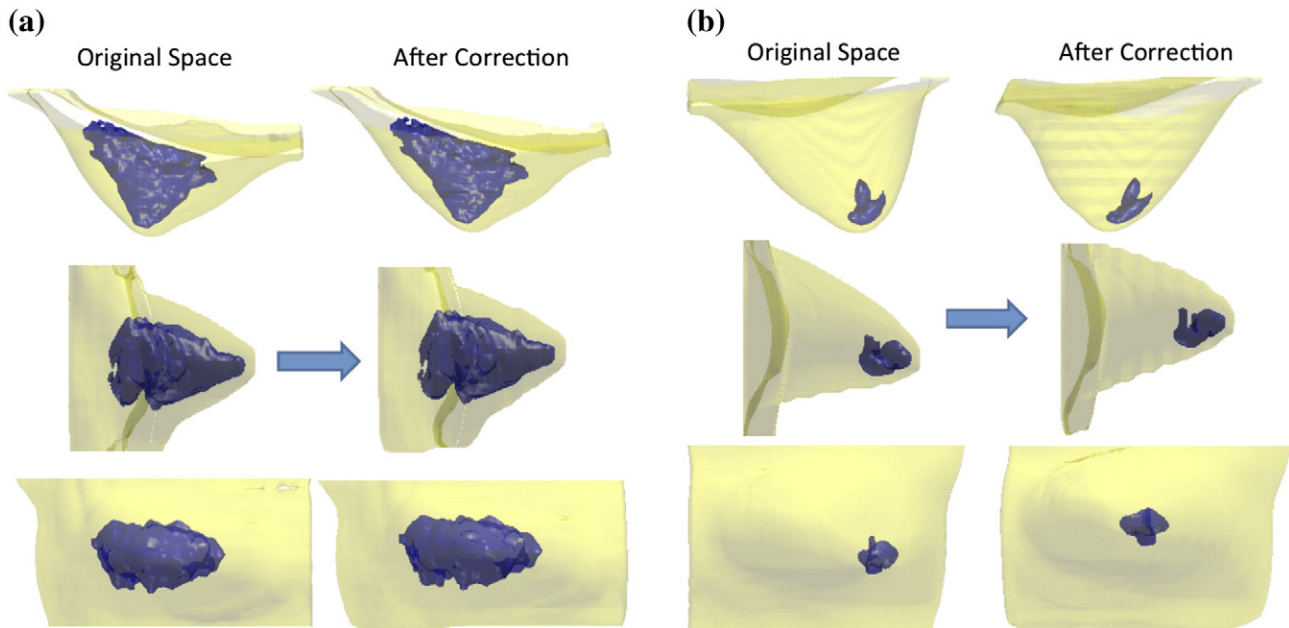 (a)
Original Space
After Correction
(b)
Original Space
After Correction